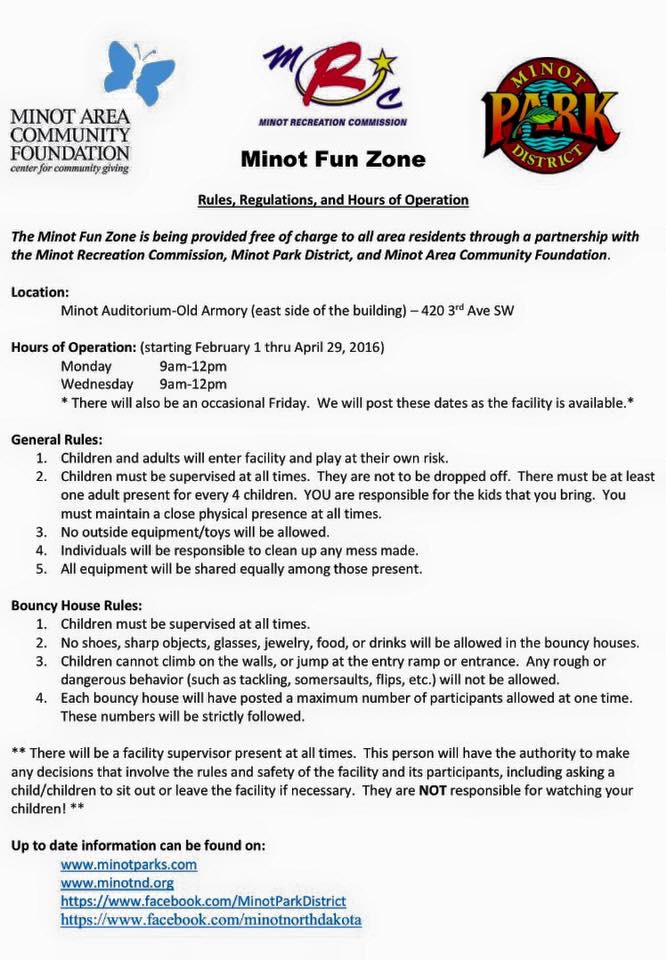 MINOT AREA
COMMUNITY
FOUNDATION
center for community giving
M R C
MINOT RECREATION COMMISSION
MINOT
PARK
DISTRICT
Minot Fun Zone
Rules, Regulations, and Hours of Operation
The Minot Fun Zone is being provided free of charge to all area residents through a partnership with
the Minot Recreation Commission, Minot Park District, and Minot Area Community Foundation.
Location:
Minot Auditorium-Old Armory (east side of the building) – 420 3rd Ave SW
Hours of Operation: (starting February 1 thru April 29, 2016)
Monday 9am-12pm
Wednesday 9am-12pm
* There will also be an occasional Friday. We will post these dates as the facility is available.*
General Rules:
1. Children and adults will enter facility and play at their own risk.
2. Children must be supervised at all times. They are not to be dropped off. There must be at least
one adult present for every 4 children. YOU are responsible for the kids that you bring. You
must maintain a close physical presence at all times.
3. No outside equipment/toys will be allowed.
4. Individuals will be responsible to clean up any mess made.
5. All equipment will be shared equally among those present.
Bouncy House Rules:
1. Children must be supervised at all times.
2. No shoes, sharp objects, glasses, jewelry, food, or drinks will be allowed in the bouncy houses.
3. Children cannot climb on the walls, or jump at the entry ramp or entrance. Any rough or
dangerous behavior (such as tackling, somersaults, flips, etc.) will not be allowed.
4. Each bouncy house will have posted a maximum number of participants allowed at one time.
These numbers will be strictly followed.
** There will be a facility supervisor present at all times. This person will have the authority to make
any decisions that involve the rules and safety of the facility and its participants, including asking a
child/children to sit out or leave the facility if necessary. They are NOT responsible for watching your
children! **
Up to date information can be found on:
www.minotparks.com
www.minotnd.org
https://www.facebook.com/MinotParkDistrict
https://www.facebook.com/minotnorthdakota